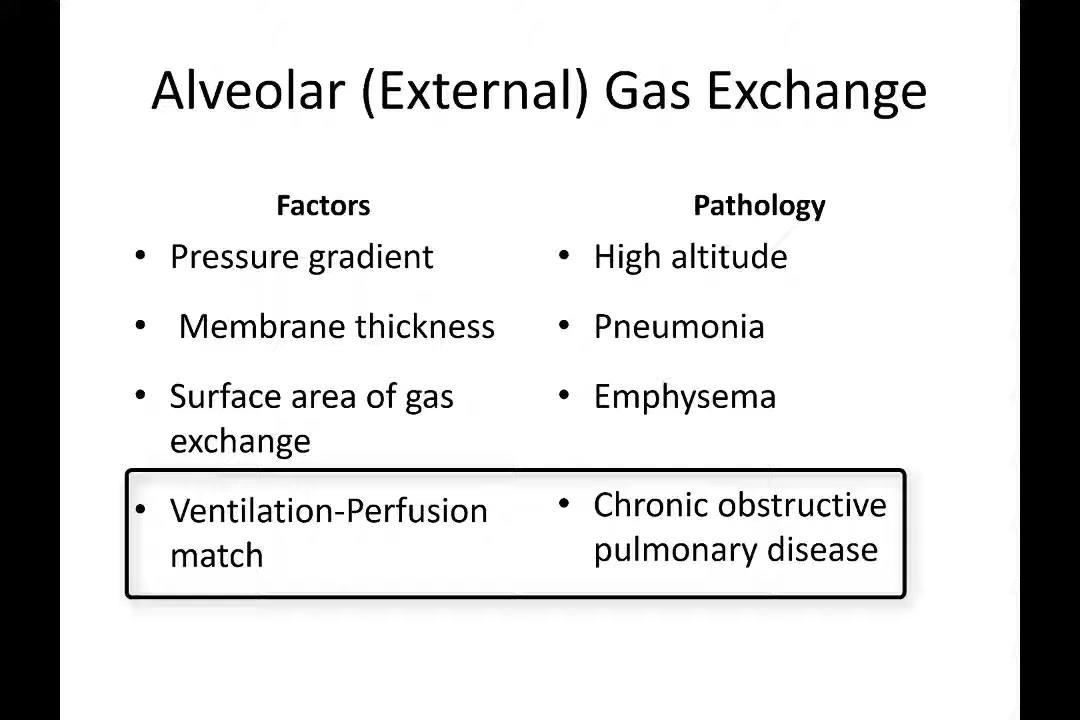 Alveolar (External) Gas Exchange
Factors
• Pressure gradient
• Membrane thickness
• Surface area of gas
exchange
• Ventilation-Perfusion
match
Pathology
• High altitude
• Pneumonia
• Emphysema
• Chronic obstructive
pulmonary disease